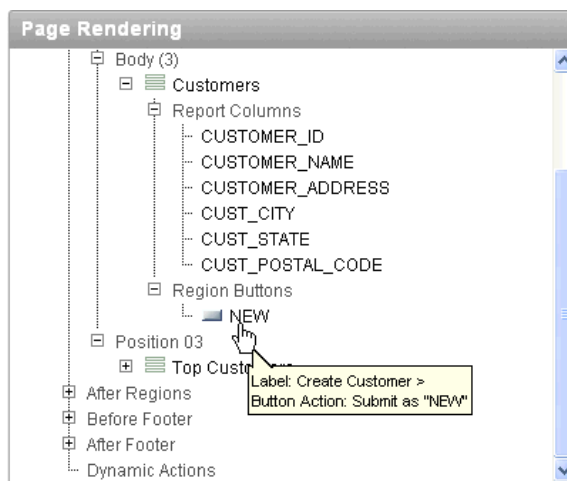 Page Rendering
Body (3)
Customers
Report Columns
CUSTOMER_ID
CUSTOMER_NAME
CUSTOMER_ADDRESS
CUST_CITY
CUST_STATE
CUST_POSTAL_CODE
Region Buttons
NEW
Position 03
Top Customers
Label: Create Customer >
Button Action: Submit as "NEW"
After Regions
Before Footer
After Footer
Dynamic Actions